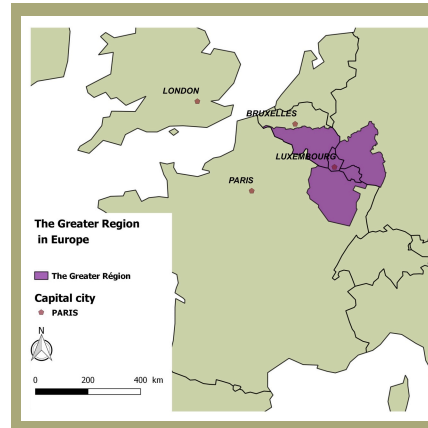 LONDON
BRUXELLES
LUXEMBOURG
PARIS
The Greater Region
in Europe
The Greater Région
Capital city
PARIS
N
0 200 400 km